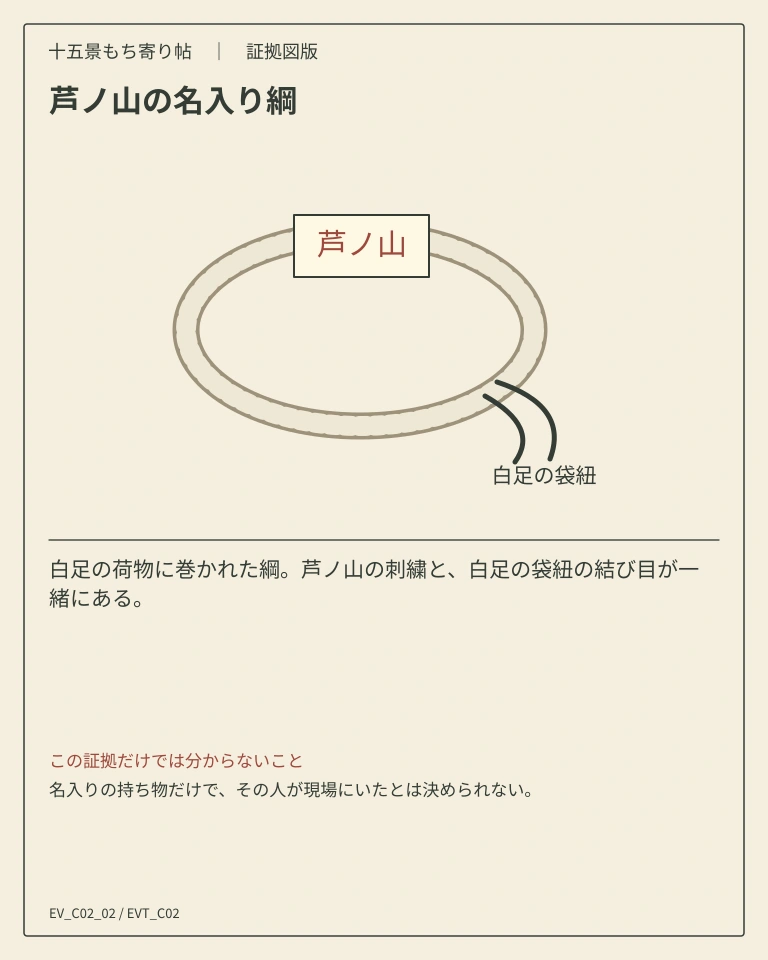 十五景もち寄り帖 ｜ 証拠図版
芦ノ山の名入り綱
芦ノ山
白足の袋紐
白足の荷物に巻かれた綱。芦ノ山の刺繍と、白足の袋紐の結び目が一
緒にある。
この証拠だけでは分からないこと
名入りの持ち物だけで、その人が現場にいたとは決められない。
EV_C02_02 / EVT_C02